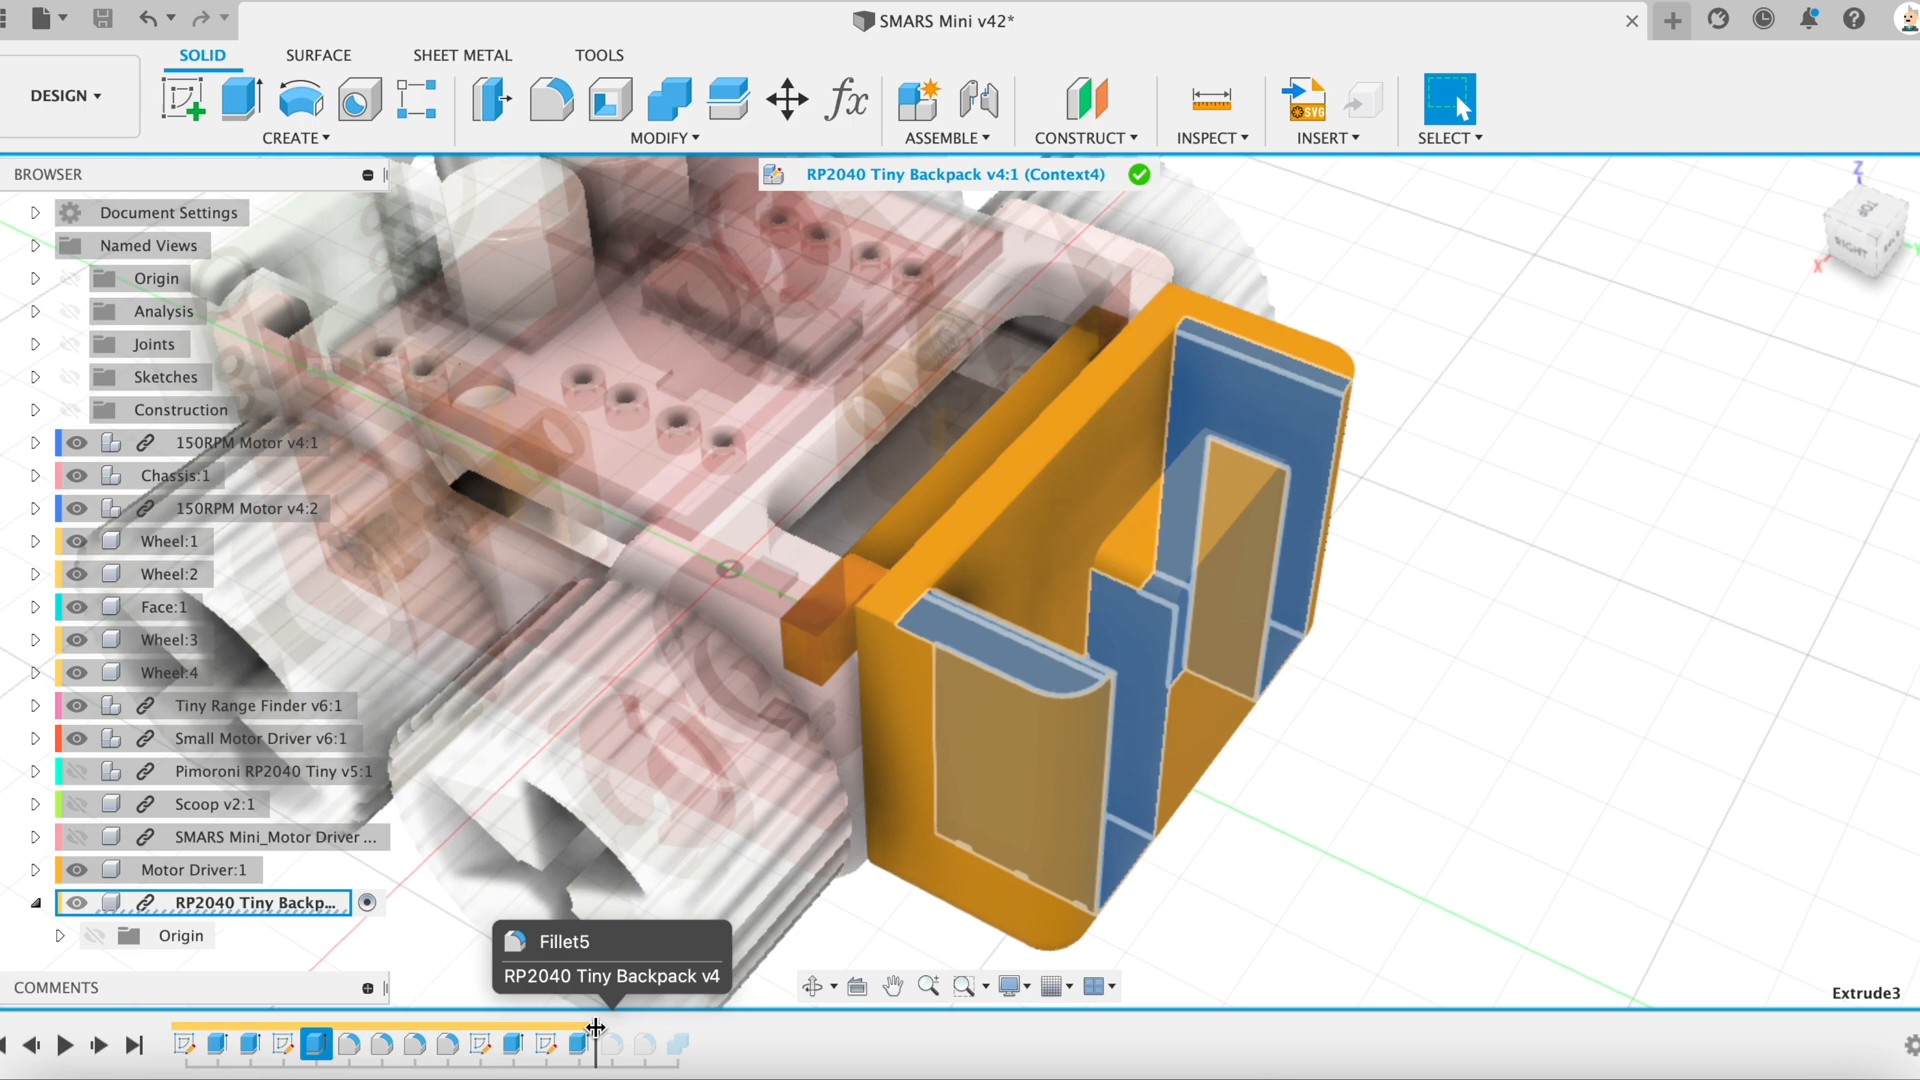 SMARS Mini v42*
SOLID SURFACE SHEET METAL TOOLS
DESIGN
fx
SVG
CREATE MODIFY ASSEMBLE CONSTRUCT INSPECT INSERT SELECT
BROWSER
RP2040 Tiny Backpack v4:1 (Context4)
Z
TOP
RIGHT
X
Document Settings
Named Views
Origin
Analysis
Joints
Sketches
Construction
150RPM Motor v4:1
Chassis:1
150RPM Motor v4:2
Wheel:1
Wheel:2
Face:1
Wheel:3
Wheel:4
Tiny Range Finder v6:1
Small Motor Driver v6:1
Pimoroni RP2040 Tiny v5:1
Scoop v2:1
SMARS Mini_Motor Driver ...
Motor Driver:1
RP2040 Tiny Backp...
Origin
Fillet5
RP2040 Tiny Backpack v4
COMMENTS
Extrude3